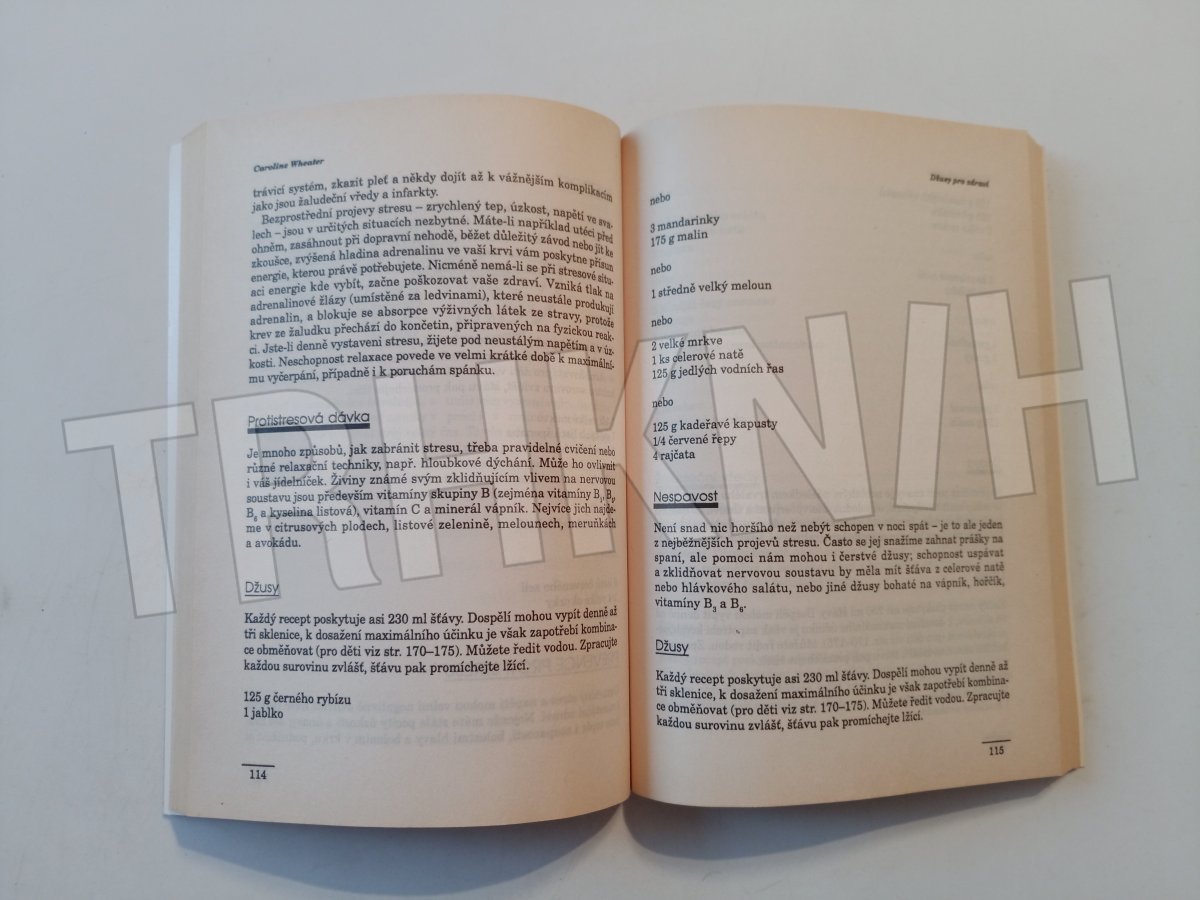 Caroline Wheater
trávicí systém, zkazit pleť a někdy dojít až k vážnějším komplikacím
jako jsou žaludeční vředy a infarkty.
Bezprostřední projevy stresu – zrychlený tep, úzkost, napětí ve sva-
lech – jsou v určitých situacích nezbytné. Máte-li například utéci před
ohněm, zasáhnout při dopravní nehodě, běžet důležitý závod nebo jít ke
zkoušce, zvýšená hladina adrenalinu ve vaší krvi vám poskytne přísun
energie, kterou právě potřebujete. Nicméně nemá-li se při stresové situ-
aci energie kde vybít, začne poškozovat vaše zdraví. Vzniká tlak na
adrenalinové žlázy (umístěné za ledvinami), které neustále produkují
adrenalin, a blokuje se absorpce výživných látek ze stravy, protože
krev ze žaludku přechází do končetin, připravených na fyzickou reak-
ci. Jste-li denně vystaveni stresu, žijete pod neustálým napětím a v úz-
kosti. Neschopnost relaxace povede ve velmi krátké době k maximální-
mu vyčerpání, případně i k poruchám spánku.
Protistresová dávka
Je mnoho způsobů, jak zabránit stresu, třeba pravidelné cvičení nebo
různé relaxační techniky, např. hloubkové dýchání. Může ho ovlivnit
i váš jídelníček. Živiny známé svým zklidňujícím vlivem na nervovou
soustavu jsou především vitamíny skupiny B (zejména vitamíny B₁, B₃,
B₆ a kyselina listová), vitamín C a minerál vápník. Nejvíce jich najde-
me v citrusových plodech, listové zelenině, melounech, meruňkách
a avokádu.
Džusy
Každý recept poskytuje asi 230 ml šťávy. Dospělí mohou vypít denně až
tři sklenice, k dosažení maximálního účinku je však zapotřebí kombina-
ce obměňovat (pro děti viz str. 170–175). Můžete ředit vodou. Zpracujte
každou surovinu zvlášť, šťávu pak promíchejte lžící.
125 g černého rybízu
1 jablko
114
Džusy pro zdraví
nebo
3 mandarinky
175 g malin
nebo
1 středně velký meloun
nebo
2 velké mrkve
1 ks celerové natě
125 g jedlých vodních řas
nebo
125 g kadeřavé kapusty
1/4 červené řepy
4 rajčata
Nespavost
Není snad nic horšího než nebýt schopen v noci spát – je to ale jeden
z nejběžnějších projevů stresu. Často se jej snažíme zahnat prášky na
spaní, ale pomoci nám mohou i čerstvé džusy; schopnost uspávat
a zklidňovat nervovou soustavu by měla mít šťáva z celerové natě
nebo hlávkového salátu, nebo jiné džusy bohaté na vápník, hořčík,
vitamíny B₃ a B₆.
Džusy
Každý recept poskytuje asi 230 ml šťávy. Dospělí mohou vypít denně až
tři sklenice, k dosažení maximálního účinku je však zapotřebí kombina-
ce obměňovat (pro děti viz str. 170–175). Můžete ředit vodou. Zpracujte
každou surovinu zvlášť, šťávu pak promíchejte lžící.
115
TRHKNIH